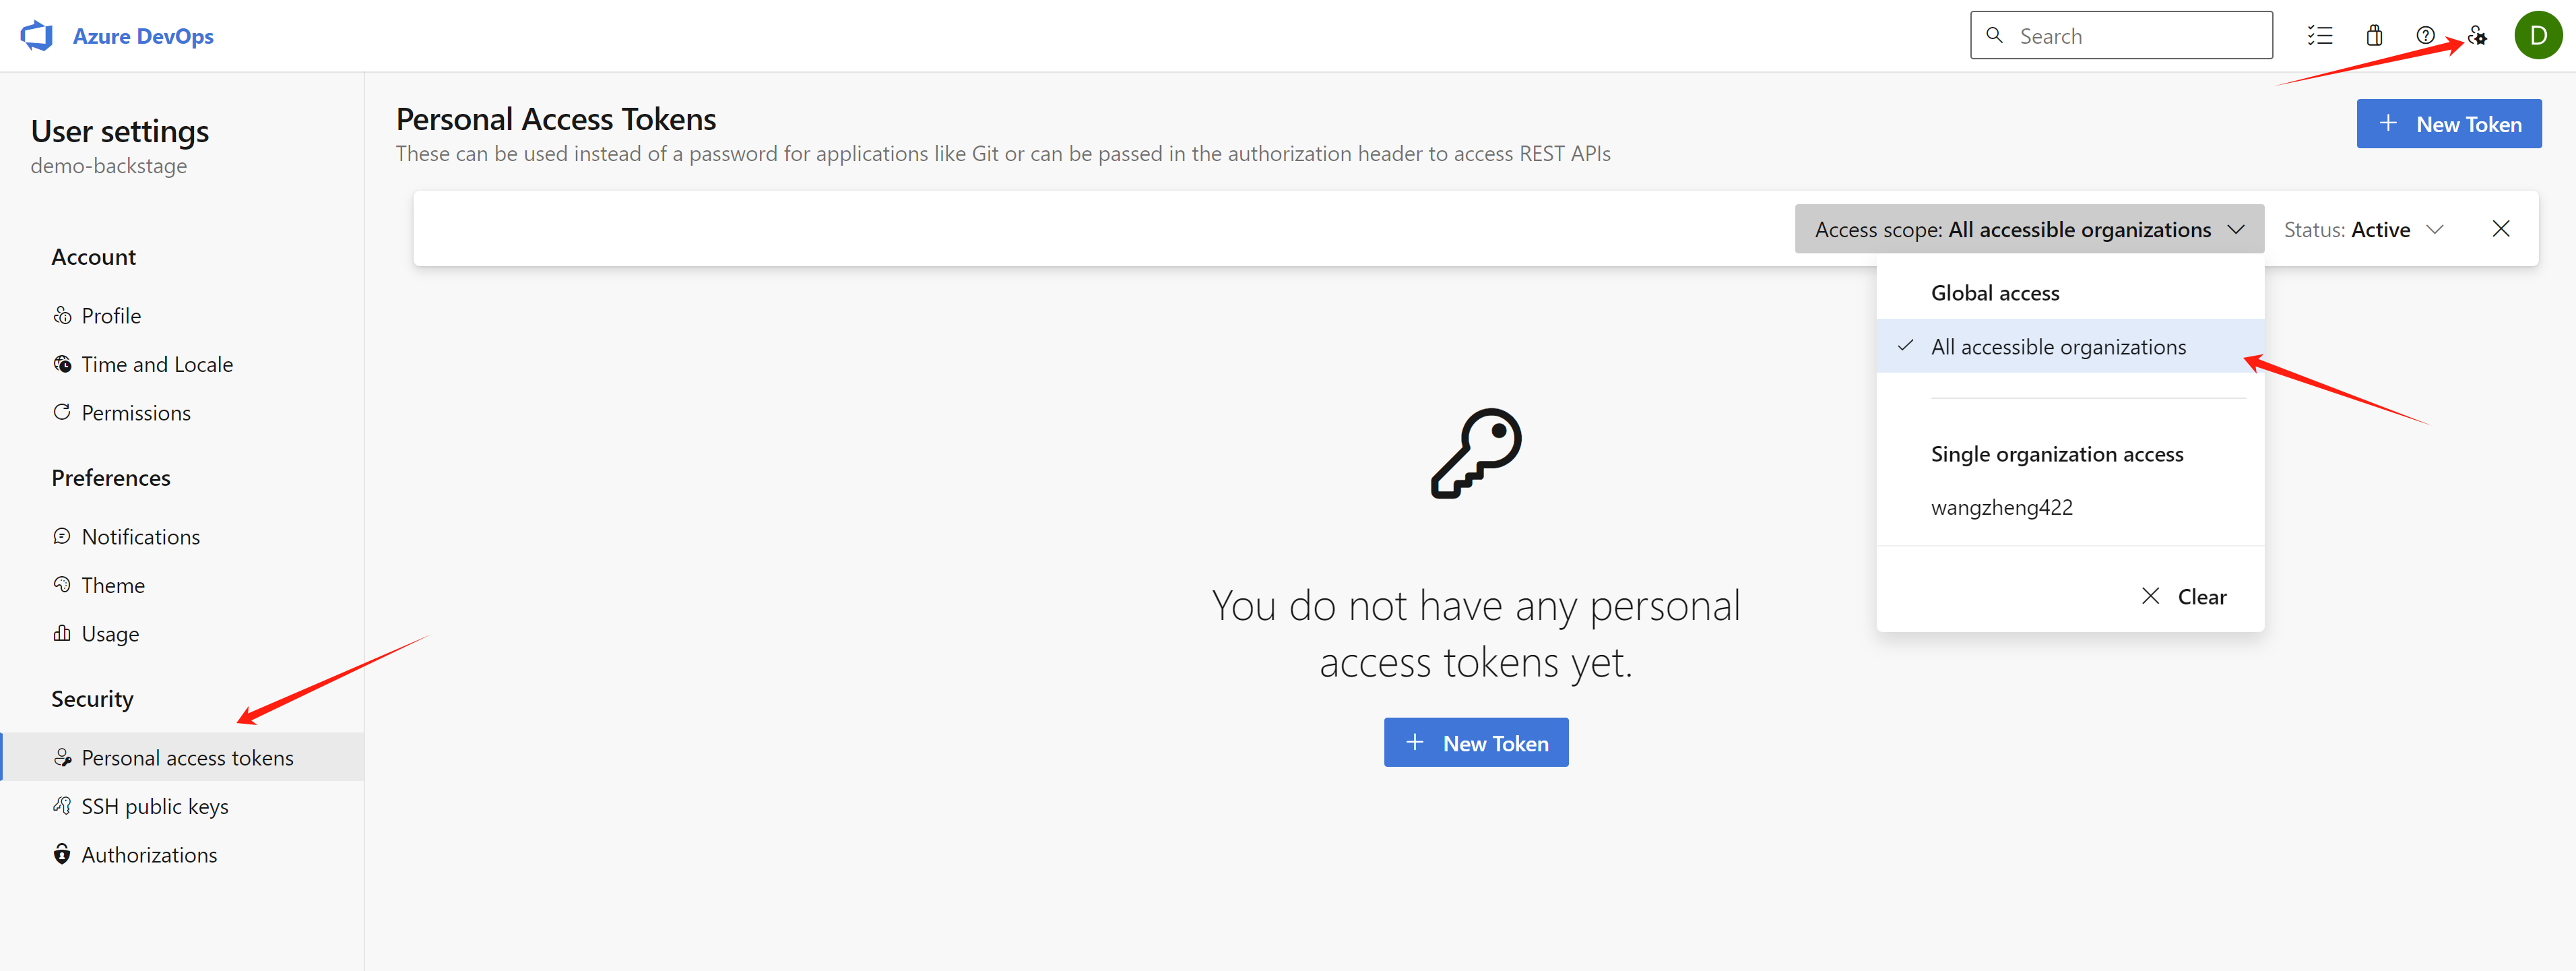 Azure DevOps
Search
D
User settings
demo-backstage
Account
Profile
Time and Locale
Permissions
Preferences
Notifications
Theme
Usage
Security
Personal access tokens
SSH public keys
Authorizations
Personal Access Tokens
These can be used instead of a password for applications like Git or can be passed in the authorization header to access REST APIs
New Token
Access scope: All accessible organizations
Status: Active
Global access
All accessible organizations
Single organization access
wangzheng422
Clear
You do not have any personal
access tokens yet.
New Token